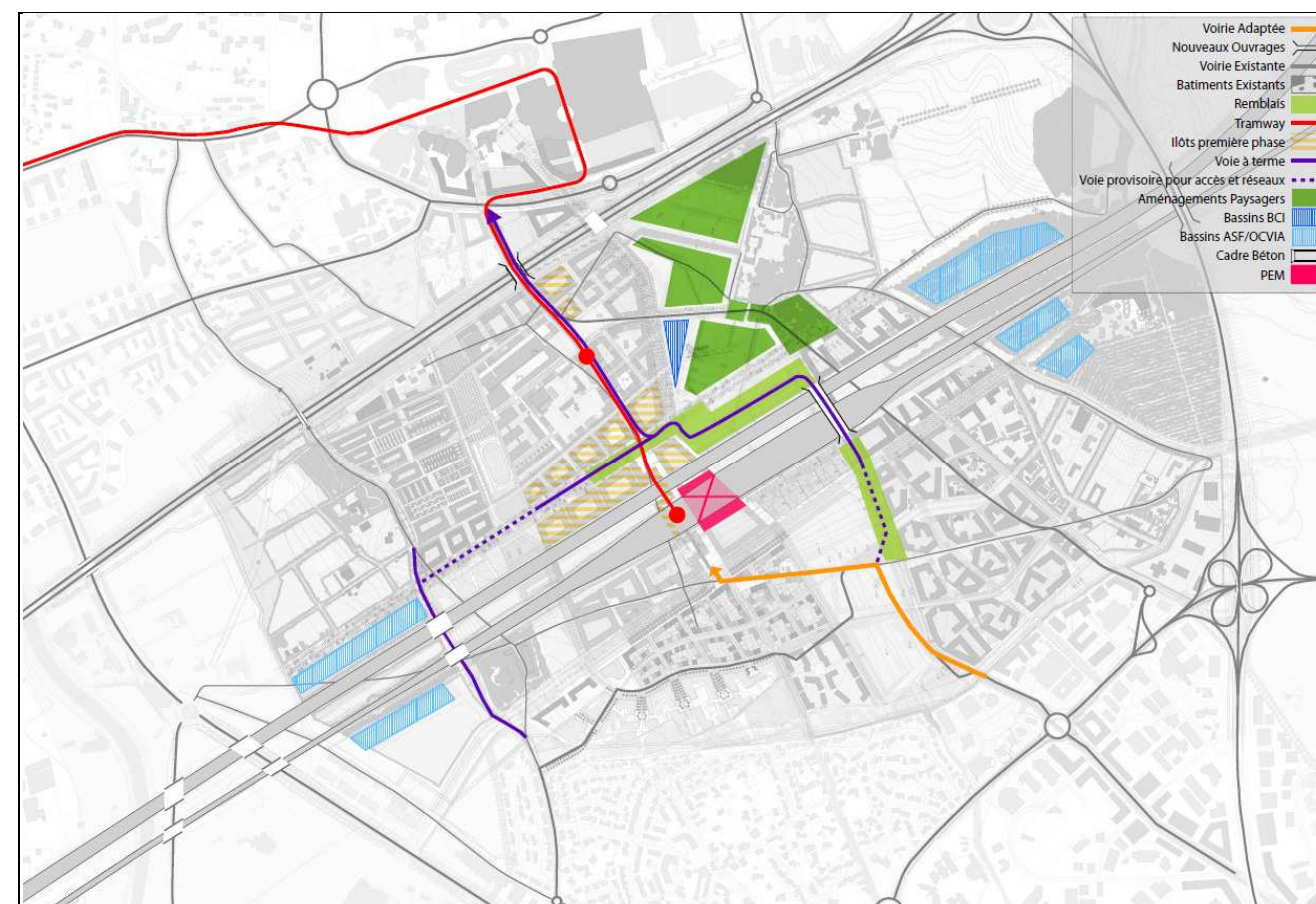 Voirie Adaptée
Nouveaux Ouvrages
Voirie Existante
Batiments Existants
Remblais
Tramway
Ilôts première phase
Voie à terme
Voie provisoire pour accès et réseaux
Aménagements Paysagers
Bassins BCI
Bassins ASF/OCVIA
Cadre Béton
PEM